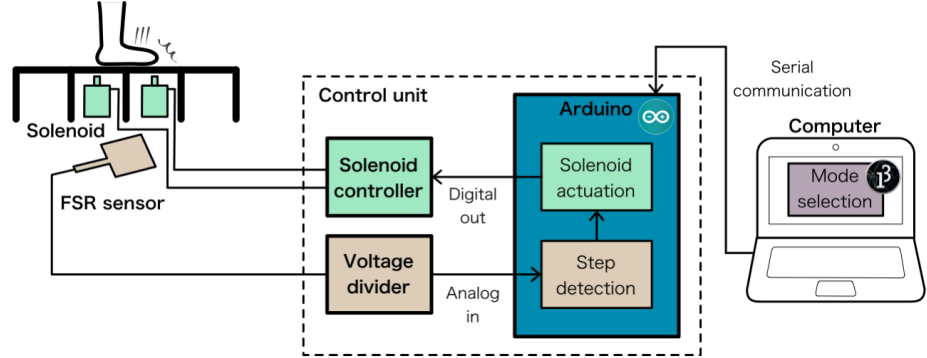 Serial
communication
Control unit
Arduino
Computer
Solenoid
FSR sensor
Solenoid
controller
Digital
out
Solenoid
actuation
Mode
selection
Voltage
divider
Analog
in
Step
detection